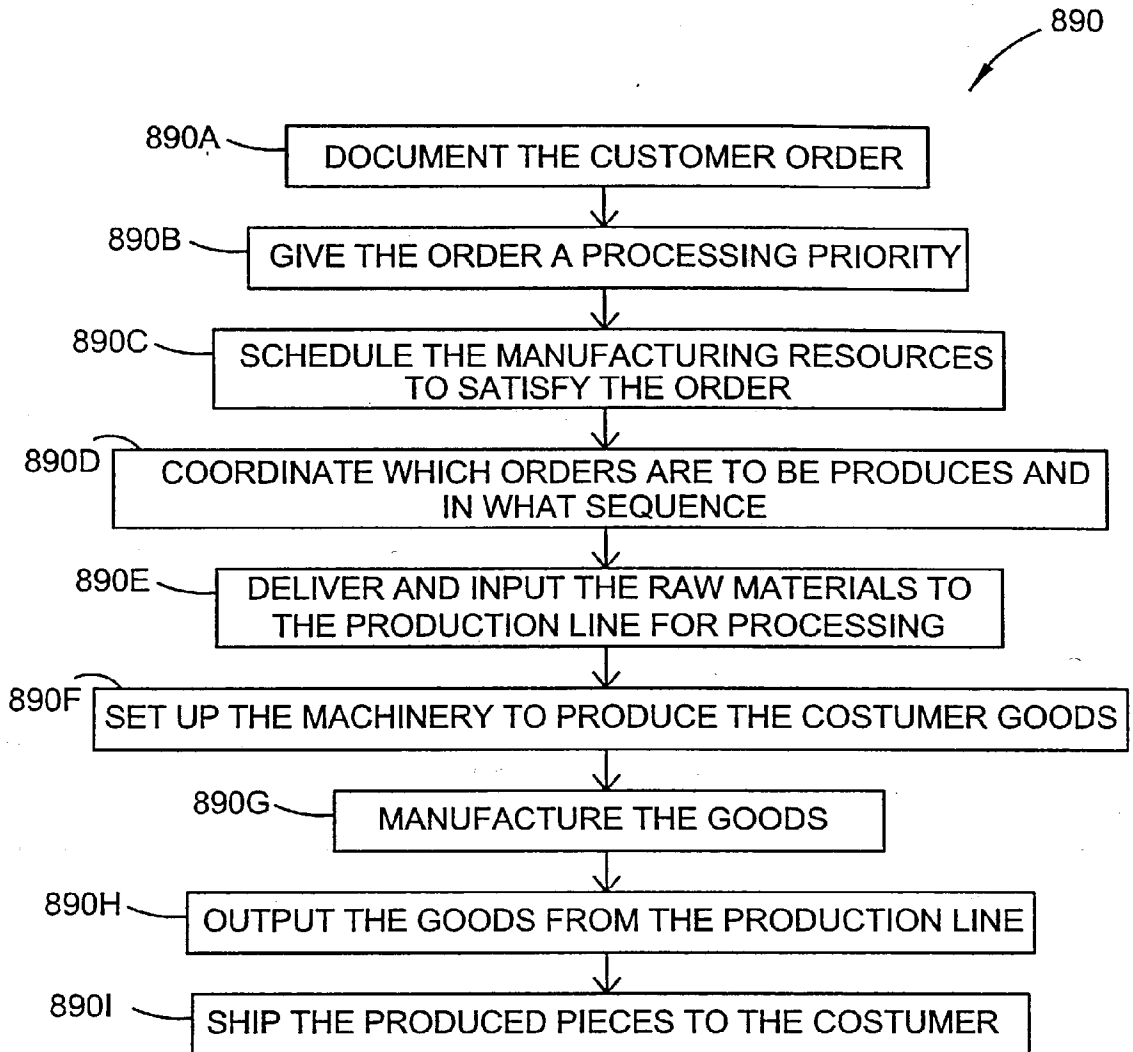 890
890A
DOCUMENT THE CUSTOMER ORDER
890B
GIVE THE ORDER A PROCESSING PRIORITY
890C
SCHEDULE THE MANUFACTURING RESOURCES
TO SATISFY THE ORDER
890D
COORDINATE WHICH ORDERS ARE TO BE PRODUCES AND
IN WHAT SEQUENCE
890E
DELIVER AND INPUT THE RAW MATERIALS TO
THE PRODUCTION LINE FOR PROCESSING
890F
SET UP THE MACHINERY TO PRODUCE THE COSTUMER GOODS
890G
MANUFACTURE THE GOODS
890H
OUTPUT THE GOODS FROM THE PRODUCTION LINE
890I
SHIP THE PRODUCED PIECES TO THE COSTUMER